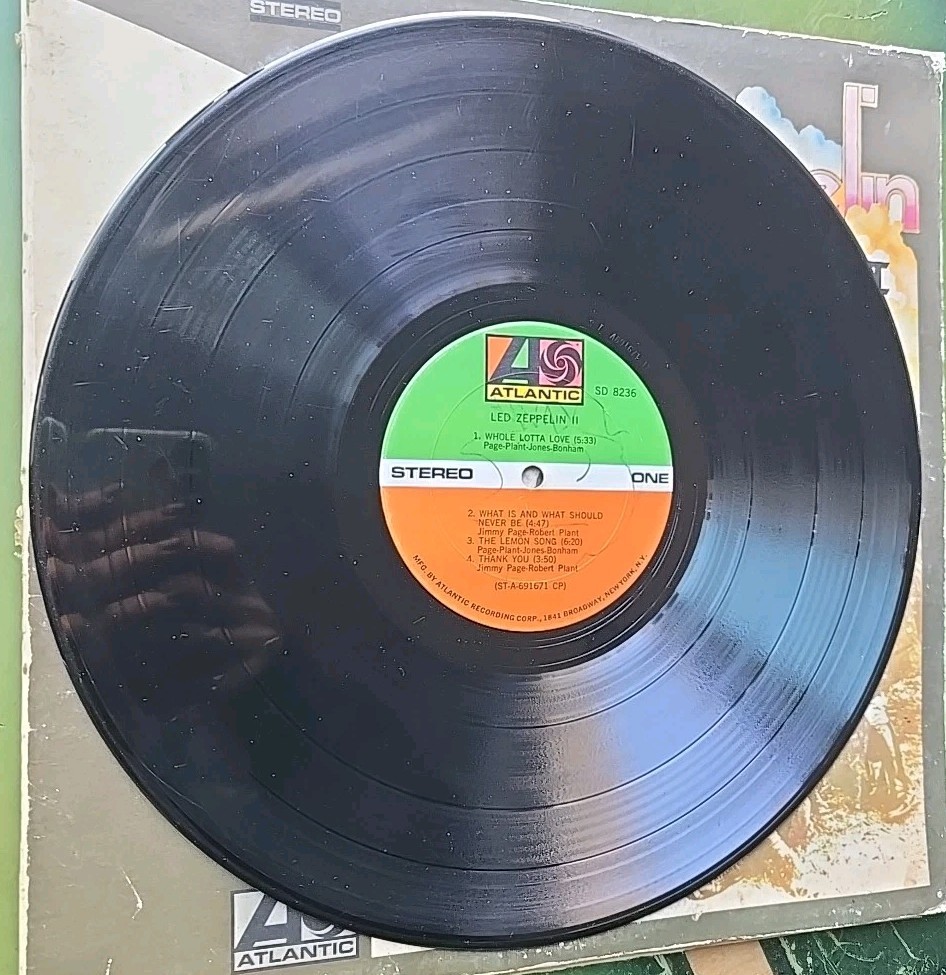 STEREO
lin
ATLANTIC
SD 8236
LED ZEPPELIN II
1. WHOLE LOTTA LOVE (5:33)
Page-Plant-Jones-Bonham
STEREO
ONE
2. WHAT IS AND WHAT SHOULD
NEVER BE (4:47)
Jimmy Page-Robert Plant
3. THE LEMON SONG (6:20)
Page-Plant-Jones-Bonham
4. THANK YOU (3:50)
Jimmy Page-Robert Plant
(ST-A-691671 CP)
MFG. BY ATLANTIC RECORDING CORP., 1841 BROADWAY, NEW YORK, N.Y.
ATLANTIC